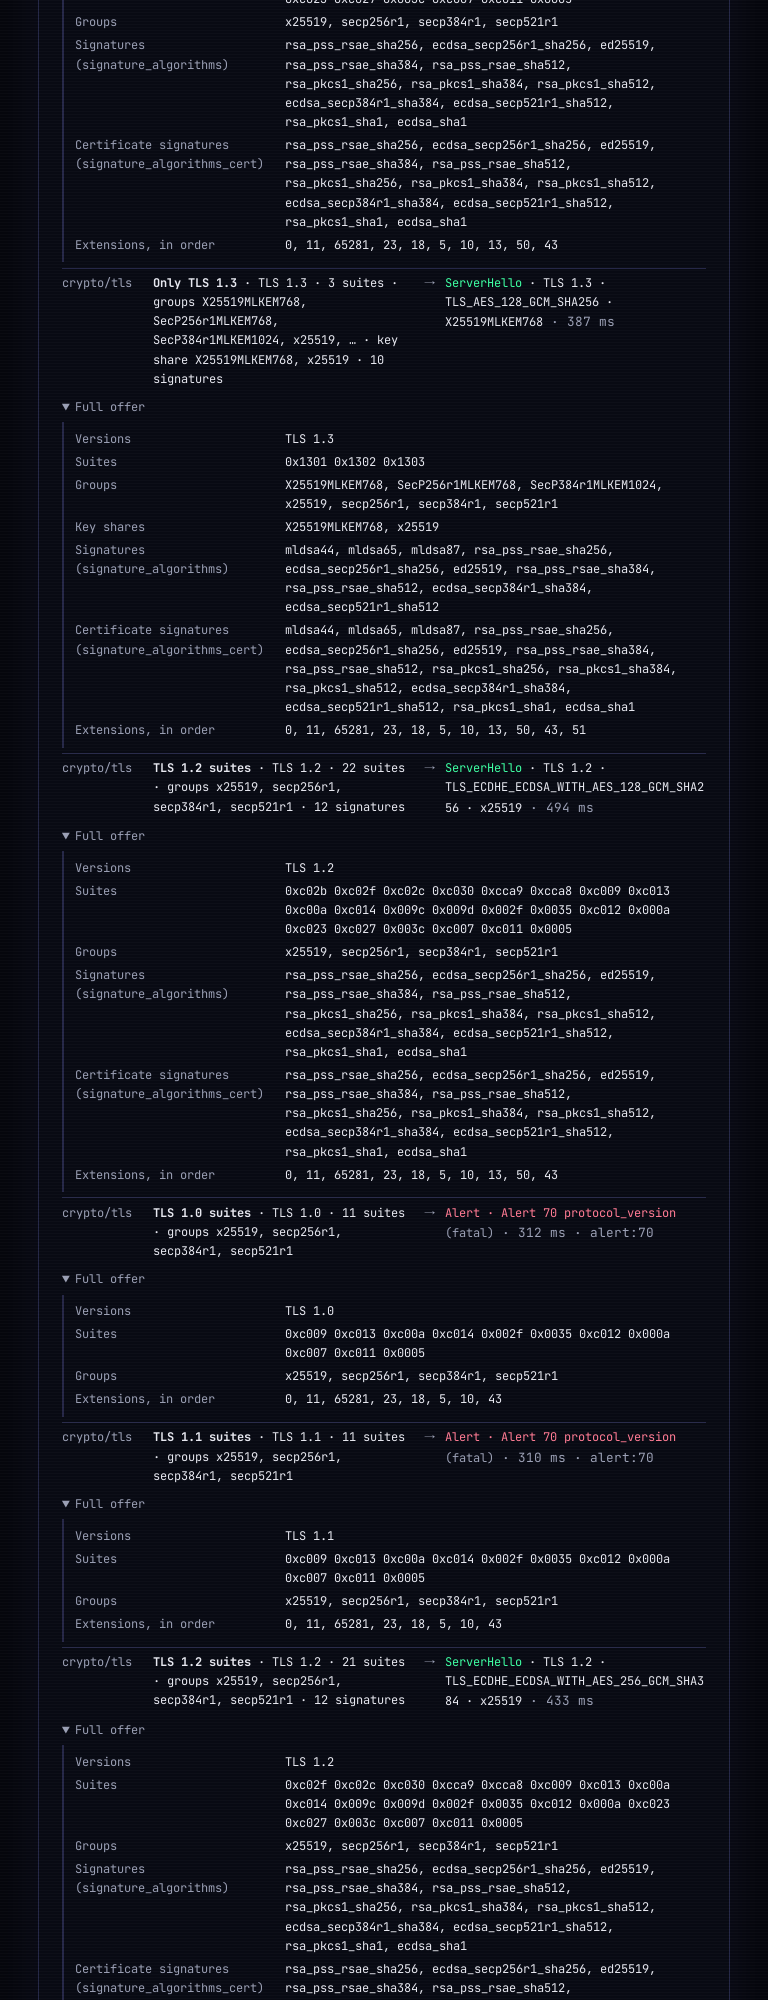 Groups x25519, secp256r1, secp384r1, secp521r1
Signatures rsa_pss_rsae_sha256, ecdsa_secp256r1_sha256, ed25519,
(signature_algorithms) rsa_pss_rsae_sha384, rsa_pss_rsae_sha512,
rsa_pkcs1_sha256, rsa_pkcs1_sha384, rsa_pkcs1_sha512,
ecdsa_secp384r1_sha384, ecdsa_secp521r1_sha512,
rsa_pkcs1_sha1, ecdsa_sha1
Certificate signatures rsa_pss_rsae_sha256, ecdsa_secp256r1_sha256, ed25519,
(signature_algorithms_cert) rsa_pss_rsae_sha384, rsa_pss_rsae_sha512,
rsa_pkcs1_sha256, rsa_pkcs1_sha384, rsa_pkcs1_sha512,
ecdsa_secp384r1_sha384, ecdsa_secp521r1_sha512,
rsa_pkcs1_sha1, ecdsa_sha1
Extensions, in order 0, 11, 65281, 23, 18, 5, 10, 13, 50, 43
crypto/tls Only TLS 1.3 · TLS 1.3 · 3 suites · → ServerHello · TLS 1.3 ·
groups X25519MLKEM768, TLS_AES_128_GCM_SHA256 ·
SecP256r1MLKEM768, X25519MLKEM768 · 387 ms
SecP384r1MLKEM1024, x25519, … · key
share X25519MLKEM768, x25519 · 10
signatures
▼ Full offer
Versions TLS 1.3
Suites 0x1301 0x1302 0x1303
Groups X25519MLKEM768, SecP256r1MLKEM768, SecP384r1MLKEM1024,
x25519, secp256r1, secp384r1, secp521r1
Key shares X25519MLKEM768, x25519
Signatures mldsa44, mldsa65, mldsa87, rsa_pss_rsae_sha256,
(signature_algorithms) ecdsa_secp256r1_sha256, ed25519, rsa_pss_rsae_sha384,
rsa_pss_rsae_sha512, ecdsa_secp384r1_sha384,
ecdsa_secp521r1_sha512
Certificate signatures mldsa44, mldsa65, mldsa87, rsa_pss_rsae_sha256,
(signature_algorithms_cert) ecdsa_secp256r1_sha256, ed25519, rsa_pss_rsae_sha384,
rsa_pss_rsae_sha512, rsa_pkcs1_sha256, rsa_pkcs1_sha384,
rsa_pkcs1_sha512, ecdsa_secp384r1_sha384,
ecdsa_secp521r1_sha512, rsa_pkcs1_sha1, ecdsa_sha1
Extensions, in order 0, 11, 65281, 23, 18, 5, 10, 13, 50, 43, 51
crypto/tls TLS 1.2 suites · TLS 1.2 · 22 suites → ServerHello · TLS 1.2 ·
· groups x25519, secp256r1, TLS_ECDHE_ECDSA_WITH_AES_128_GCM_SHA2
secp384r1, secp521r1 · 12 signatures 56 · x25519 · 494 ms
▼ Full offer
Versions TLS 1.2
Suites 0xc02b 0xc02f 0xc02c 0xc030 0xcca9 0xcca8 0xc009 0xc013
0xc00a 0xc014 0x009c 0x009d 0x002f 0x0035 0xc012 0x000a
0xc023 0xc027 0x003c 0xc007 0xc011 0x0005
Groups x25519, secp256r1, secp384r1, secp521r1
Signatures rsa_pss_rsae_sha256, ecdsa_secp256r1_sha256, ed25519,
(signature_algorithms) rsa_pss_rsae_sha384, rsa_pss_rsae_sha512,
rsa_pkcs1_sha256, rsa_pkcs1_sha384, rsa_pkcs1_sha512,
ecdsa_secp384r1_sha384, ecdsa_secp521r1_sha512,
rsa_pkcs1_sha1, ecdsa_sha1
Certificate signatures rsa_pss_rsae_sha256, ecdsa_secp256r1_sha256, ed25519,
(signature_algorithms_cert) rsa_pss_rsae_sha384, rsa_pss_rsae_sha512,
rsa_pkcs1_sha256, rsa_pkcs1_sha384, rsa_pkcs1_sha512,
ecdsa_secp384r1_sha384, ecdsa_secp521r1_sha512,
rsa_pkcs1_sha1, ecdsa_sha1
Extensions, in order 0, 11, 65281, 23, 18, 5, 10, 13, 50, 43
crypto/tls TLS 1.0 suites · TLS 1.0 · 11 suites → Alert · Alert 70 protocol_version
· groups x25519, secp256r1, (fatal) · 312 ms · alert:70
secp384r1, secp521r1
▼ Full offer
Versions TLS 1.0
Suites 0xc009 0xc013 0xc00a 0xc014 0x002f 0x0035 0xc012 0x000a
0xc007 0xc011 0x0005
Groups x25519, secp256r1, secp384r1, secp521r1
Extensions, in order 0, 11, 65281, 23, 18, 5, 10, 43
crypto/tls TLS 1.1 suites · TLS 1.1 · 11 suites → Alert · Alert 70 protocol_version
· groups x25519, secp256r1, (fatal) · 310 ms · alert:70
secp384r1, secp521r1
▼ Full offer
Versions TLS 1.1
Suites 0xc009 0xc013 0xc00a 0xc014 0x002f 0x0035 0xc012 0x000a
0xc007 0xc011 0x0005
Groups x25519, secp256r1, secp384r1, secp521r1
Extensions, in order 0, 11, 65281, 23, 18, 5, 10, 43
crypto/tls TLS 1.2 suites · TLS 1.2 · 21 suites → ServerHello · TLS 1.2 ·
· groups x25519, secp256r1, TLS_ECDHE_ECDSA_WITH_AES_256_GCM_SHA3
secp384r1, secp521r1 · 12 signatures 84 · x25519 · 433 ms
▼ Full offer
Versions TLS 1.2
Suites 0xc02f 0xc02c 0xc030 0xcca9 0xcca8 0xc009 0xc013 0xc00a
0xc014 0x009c 0x009d 0x002f 0x0035 0xc012 0x000a 0xc023
0xc027 0x003c 0xc007 0xc011 0x0005
Groups x25519, secp256r1, secp384r1, secp521r1
Signatures rsa_pss_rsae_sha256, ecdsa_secp256r1_sha256, ed25519,
(signature_algorithms) rsa_pss_rsae_sha384, rsa_pss_rsae_sha512,
rsa_pkcs1_sha256, rsa_pkcs1_sha384, rsa_pkcs1_sha512,
ecdsa_secp384r1_sha384, ecdsa_secp521r1_sha512,
rsa_pkcs1_sha1, ecdsa_sha1
Certificate signatures rsa_pss_rsae_sha256, ecdsa_secp256r1_sha256, ed25519,
(signature_algorithms_cert) rsa_pss_rsae_sha384, rsa_pss_rsae_sha512,